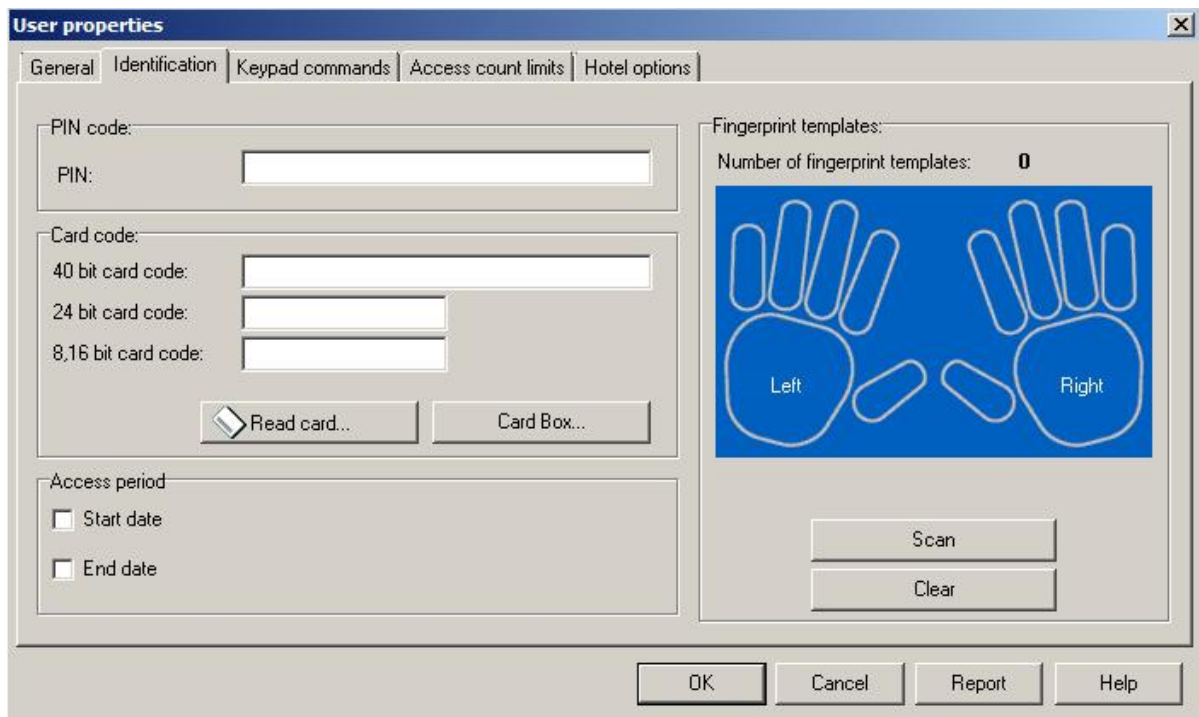 User properties
General Identification Keypad commands Access count limits Hotel options
PIN code:
PIN:
Card code:
40 bit card code:
24 bit card code:
8,16 bit card code:
Read card... Card Box...
Access period
Start date
End date
Fingerprint templates:
Number of fingerprint templates: 0
Left Right
Scan
Clear
OK Cancel Report Help